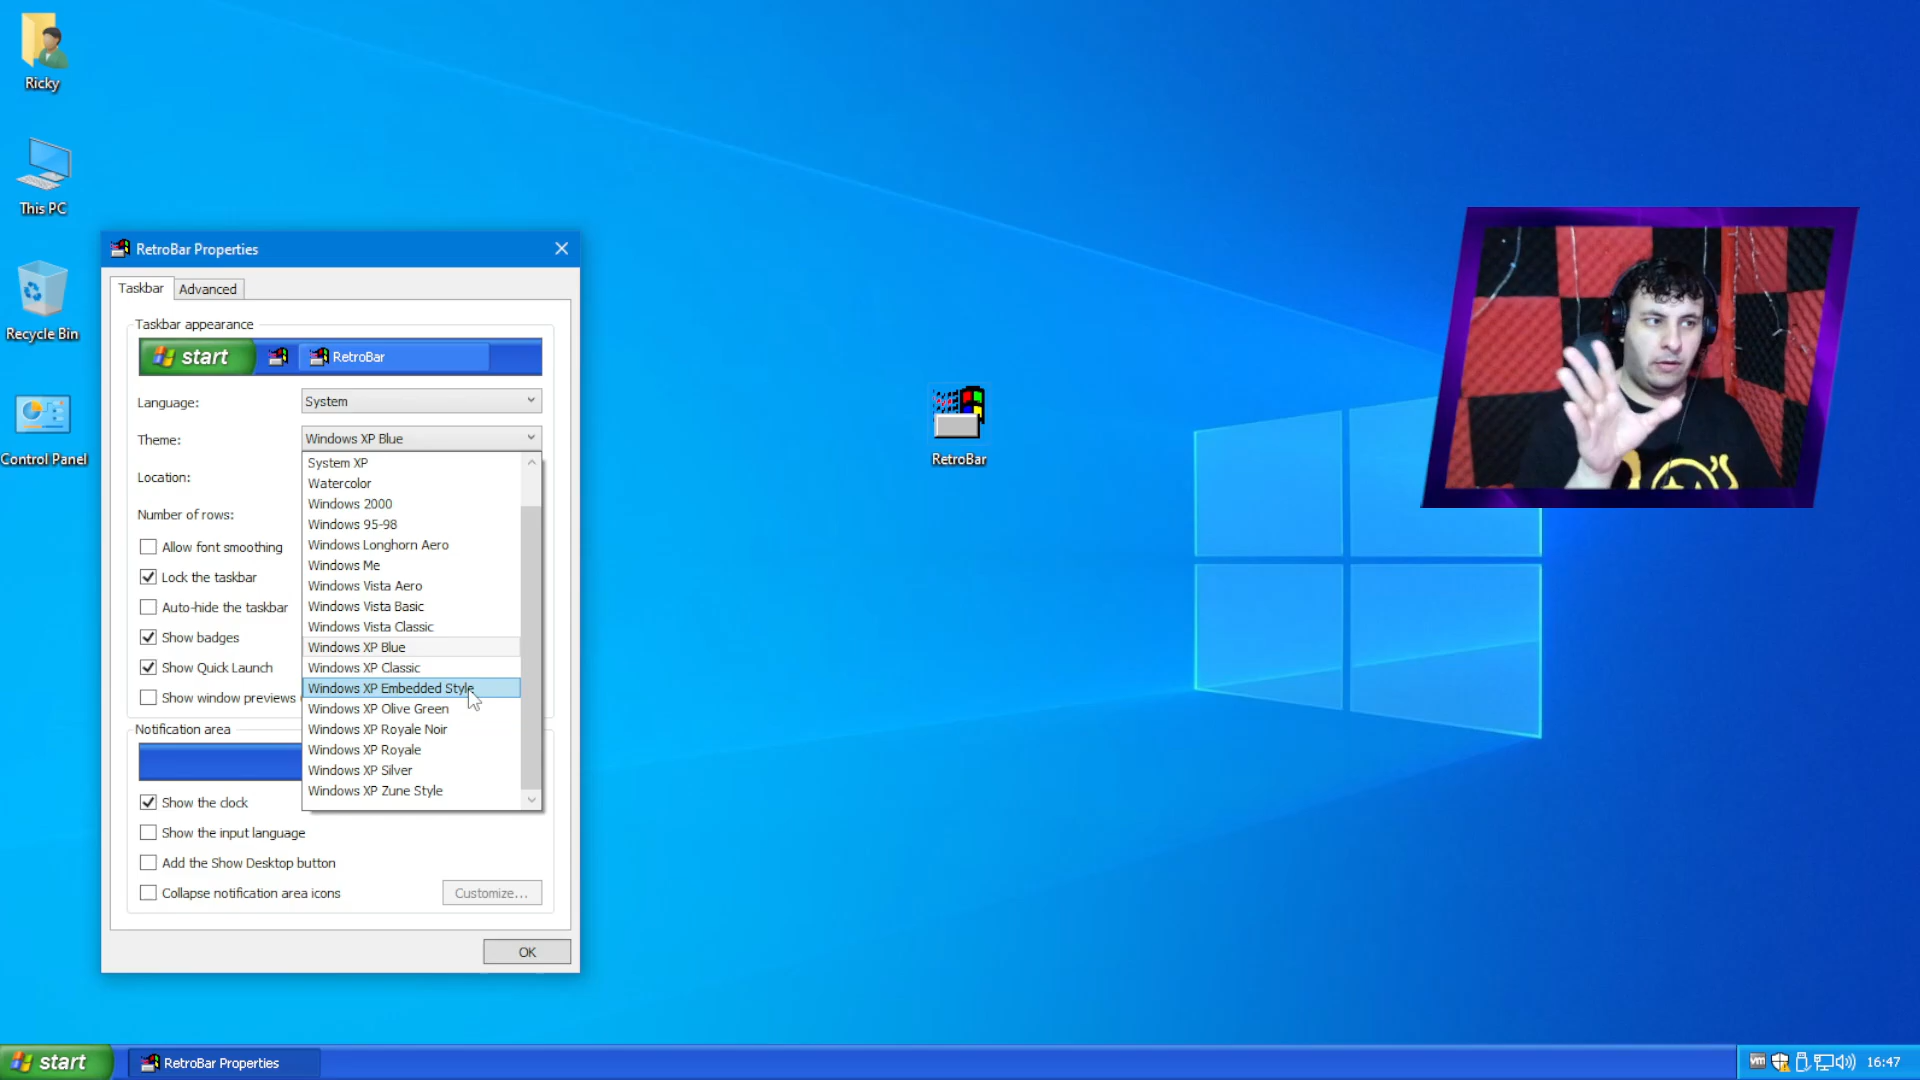 Ricky
This PC
Recycle Bin
Control Panel
RetroBar Properties
Taskbar
Advanced
Taskbar appearance
start
RetroBar
Language:
System
Theme:
Windows XP Blue
Location:
Number of rows:
System XP
Watercolor
Windows 2000
Windows 95-98
Windows Longhorn Aero
Windows Me
Windows Vista Aero
Windows Vista Basic
Windows Vista Classic
Windows XP Blue
Windows XP Classic
Windows XP Embedded Style
Windows XP Olive Green
Windows XP Royale Noir
Windows XP Royale
Windows XP Silver
Windows XP Zune Style
Allow font smoothing
Lock the taskbar
Auto-hide the taskbar
Show badges
Show Quick Launch
Show window previews
Notification area
Show the clock
Show the input language
Add the Show Desktop button
Collapse notification area icons
Customize...
OK
RetroBar
start
RetroBar Properties
vm
16:47